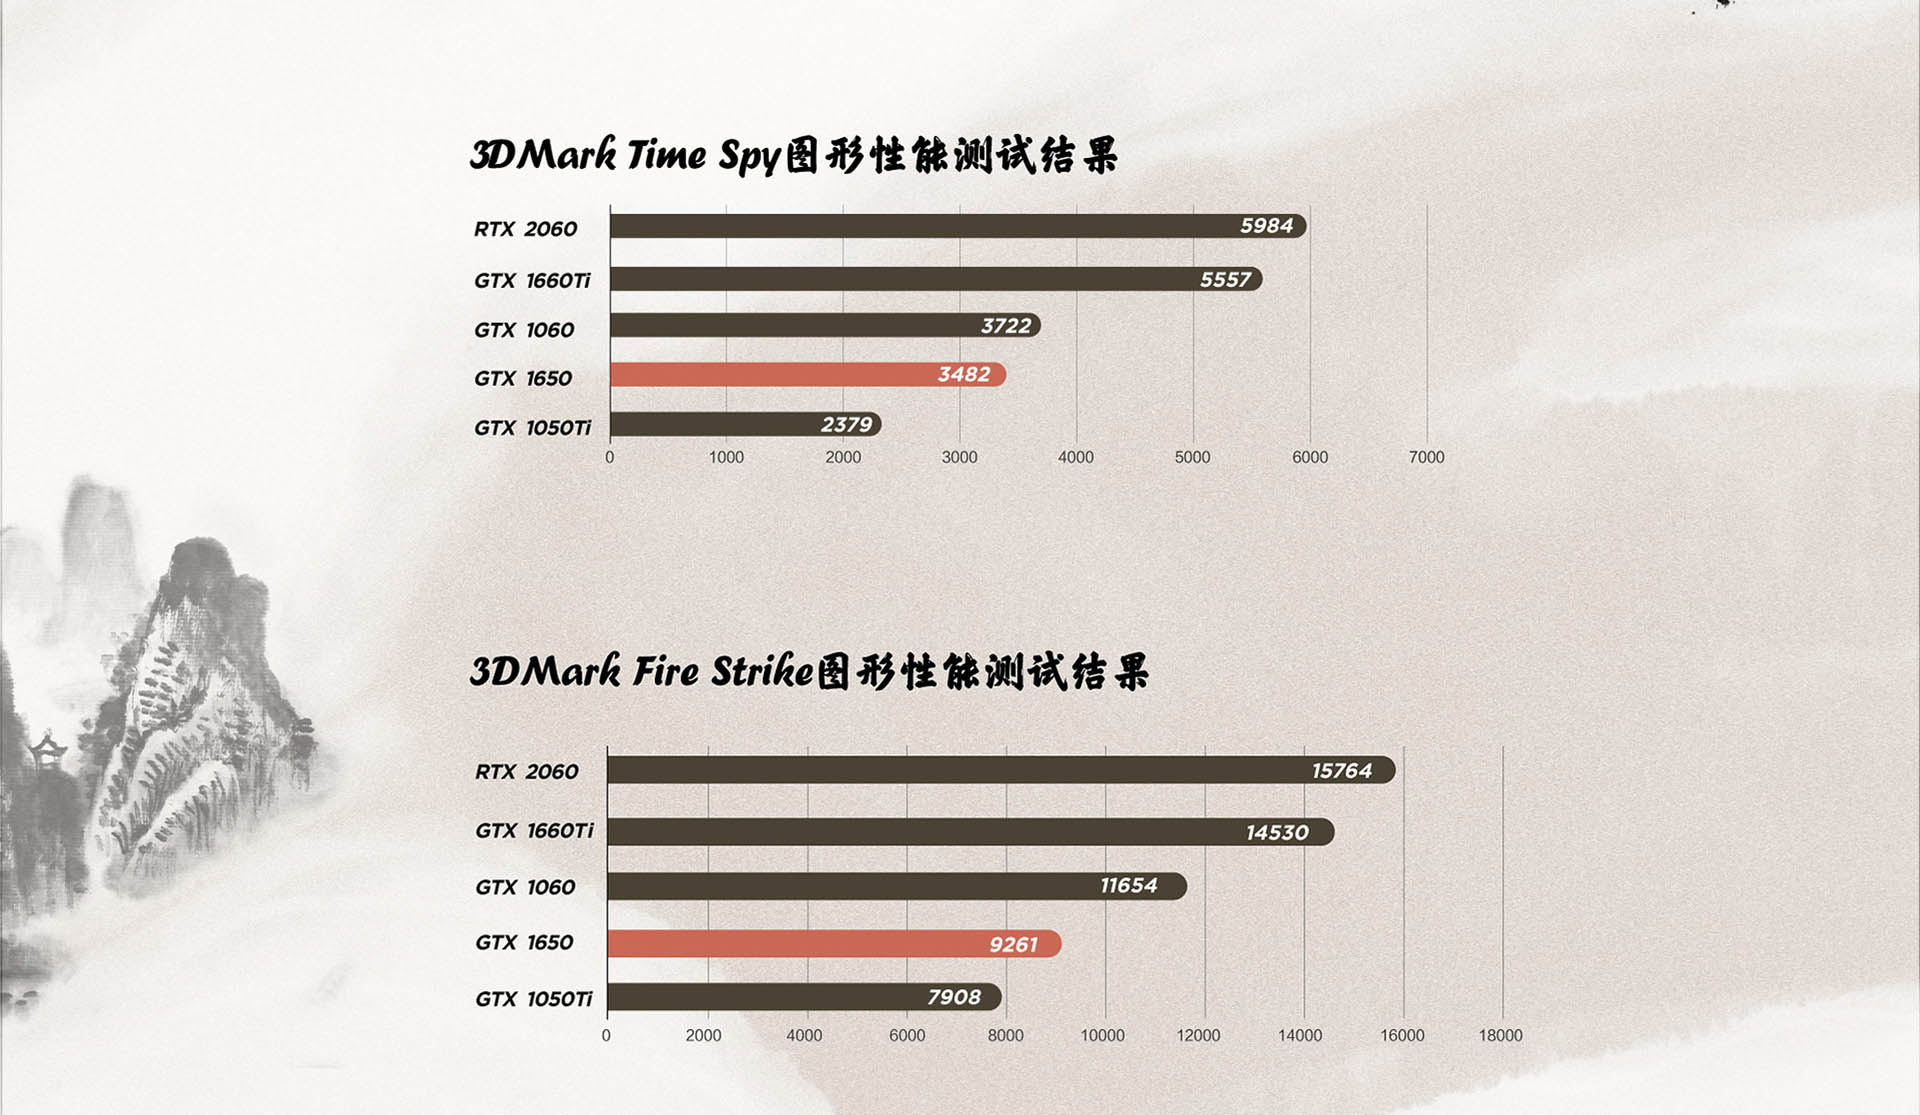 3DMark Time Spy图形性能测试结果
RTX 2060
5984
GTX 1660Ti
5557
GTX 1060
3722
GTX 1650
3482
GTX 1050Ti
2379
0 1000 2000 3000 4000 5000 6000 7000
3DMark Fire Strike图形性能测试结果
RTX 2060
15764
GTX 1660Ti
14530
GTX 1060
11654
GTX 1650
9261
GTX 1050Ti
7908
0 2000 4000 6000 8000 10000 12000 14000 16000 18000